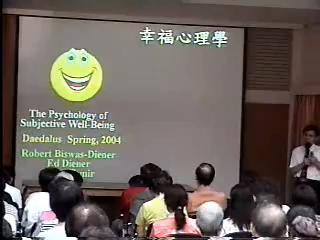 幸福心理學
The Psychology of
Subjective Well-Being
Daedalus Spring, 2004
Robert Biswas-Diener
Ed Diener